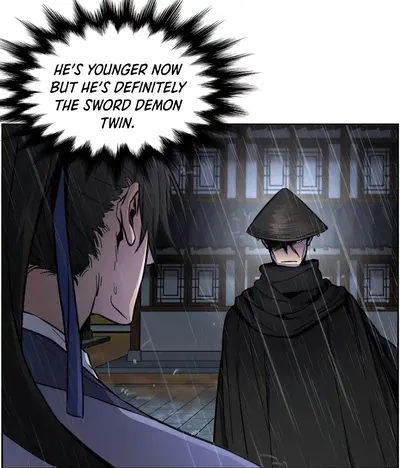 HE'S YOUNGER NOW
BUT HE'S DEFINITELY
THE SWORD DEMON
TWIN.